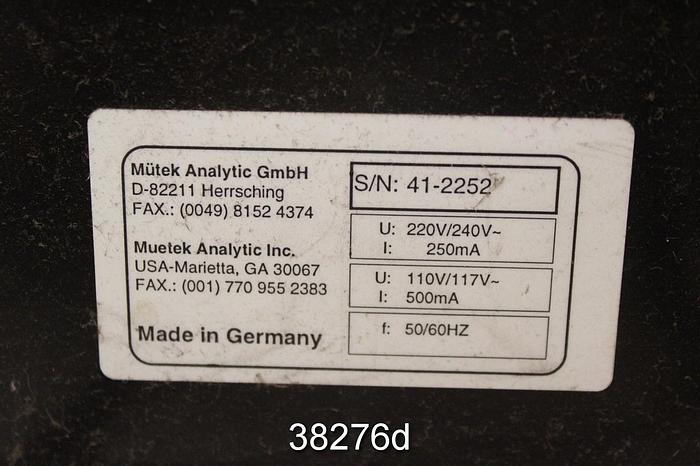 Mütek Analytic GmbH
D-82211 Herrsching
FAX.: (0049) 8152 4374
Muetek Analytic Inc.
USA-Marietta, GA 30067
FAX.: (001) 770 955 2383
Made in Germany
S/N: 41-2252
U: 220V/240V~
I: 250mA
U: 110V/117V~
I: 500mA
f: 50/60HZ
38276d